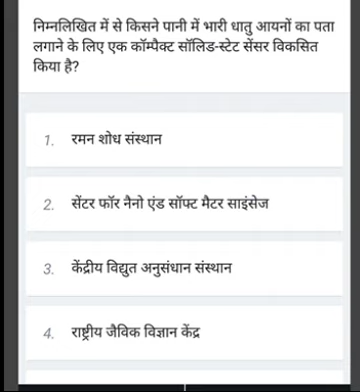 निम्नलिखित में से किसने पानी में भारी धातु आयनों का पता
लगाने के लिए एक कॉम्पैक्ट सॉलिड-स्टेट सेंसर विकसित
किया है?
1. रमन शोध संस्थान
2. सेंटर फॉर नैनो एंड सॉफ्ट मैटर साइंसेज
3. केंद्रीय विद्युत अनुसंधान संस्थान
4. राष्ट्रीय जैविक विज्ञान केंद्र